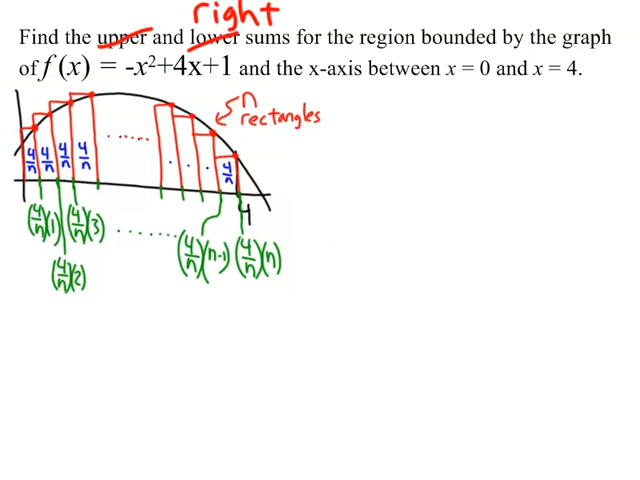 right
Find the upper and lower sums for the region bounded by the graph
of f(x) = -x²+4x+1 and the x-axis between x = 0 and x = 4.
n
rectangles
4/n 4/n 4/n 4/n 4/n
4
(4/n)(1) (4/n)(3) (4/n)(n-1) (4/n)(n)
(4/n)(2)